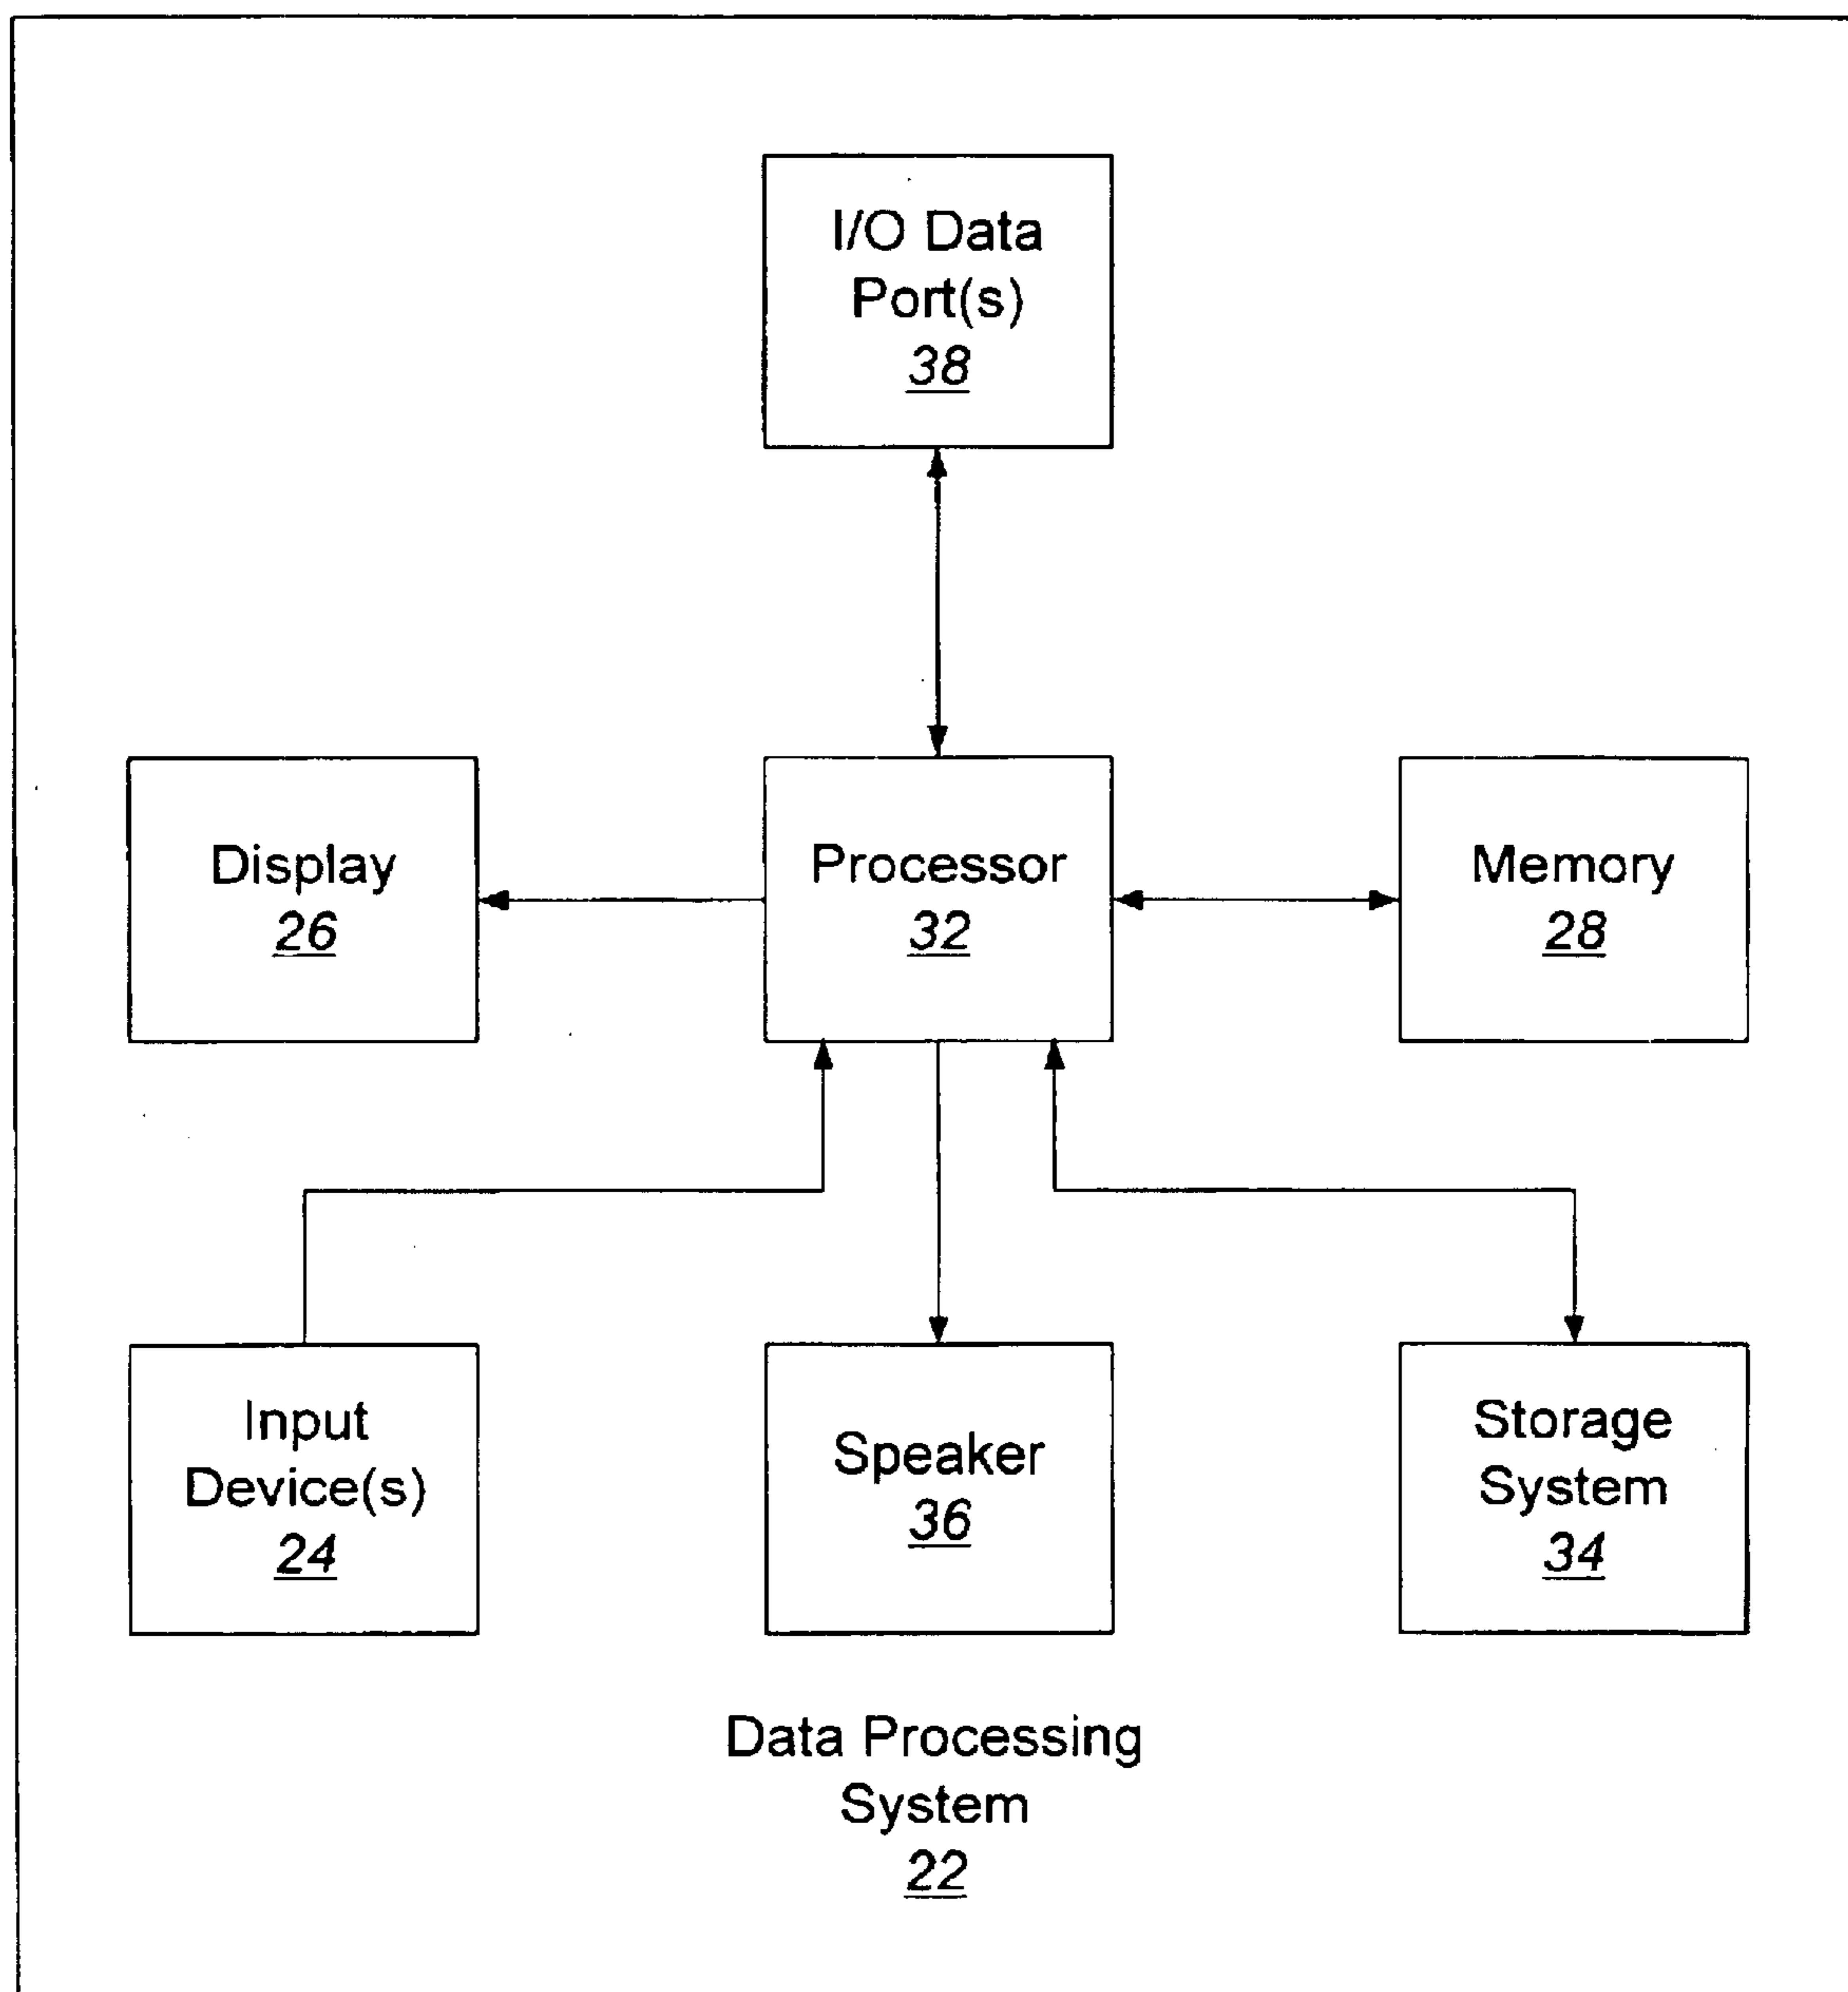 I/O Data
Port(s)
38
Display
26
Processor
32
Memory
28
Input
Device(s)
24
Speaker
36
Storage
System
34
Data Processing
System
22